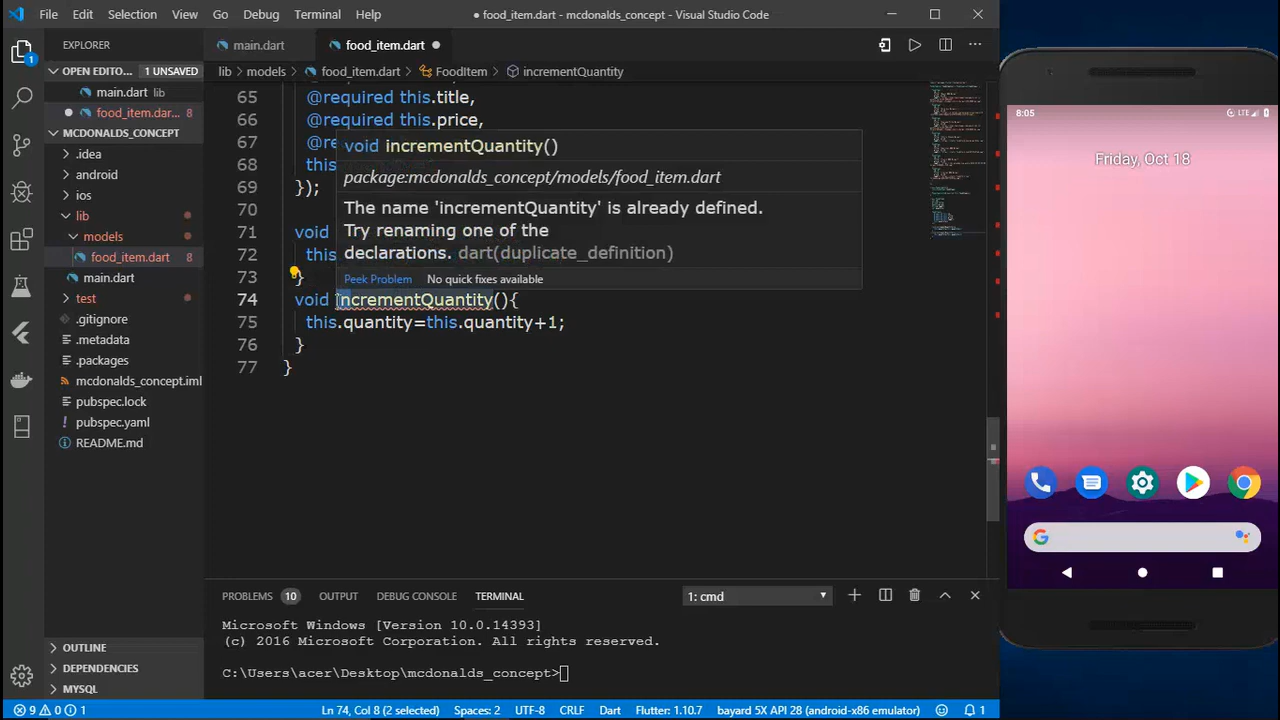 File Edit Selection View Go Debug Terminal Help
● food_item.dart - mcdonalds_concept - Visual Studio Code
EXPLORER
main.dart
food_item.dart ●
OPEN EDITO... 1 UNSAVED
lib > models > food_item.dart > FoodItem > incrementQuantity
main.dart lib
food_item.dar... 8
MCDONALDS_CONCEPT
.idea
android
ios
lib
models
food_item.dart 8
main.dart
test
.gitignore
.metadata
.packages
mcdonalds_concept.iml
pubspec.lock
pubspec.yaml
README.md
OUTLINE
DEPENDENCIES
MYSQL
1
65 @required this.title,
66 @required this.price,
67 @re
68 this
69 });
70
71 void
72 this
73 }
74 void incrementQuantity(){
75 this.quantity=this.quantity+1;
76 }
77 }
void incrementQuantity()
package:mcdonalds_concept/models/food_item.dart
The name 'incrementQuantity' is already defined.
Try renaming one of the
declarations. dart(duplicate_definition)
Peek Problem No quick fixes available
PROBLEMS 10 OUTPUT DEBUG CONSOLE TERMINAL
1: cmd
Microsoft Windows [Version 10.0.14393]
(c) 2016 Microsoft Corporation. All rights reserved.
C:\Users\acer\Desktop\mcdonalds_concept>
9 0 1
Ln 74, Col 8 (2 selected) Spaces: 2 UTF-8 CRLF Dart Flutter: 1.10.7 bayard 5X API 28 (android-x86 emulator) 1
8:05
LTE
Friday, Oct 18